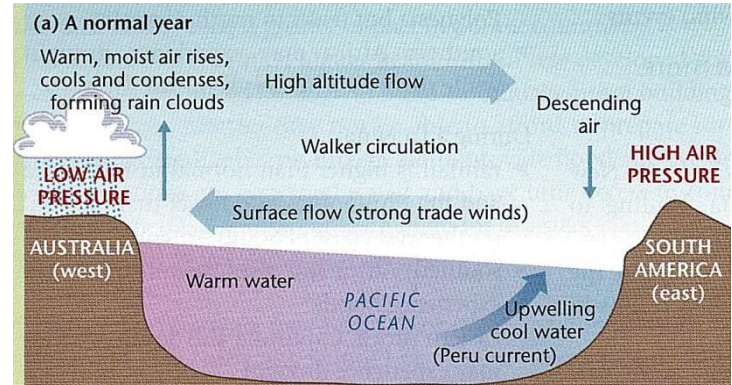 (a) A normal year
Warm, moist air rises,
cools and condenses,
forming rain clouds
High altitude flow
Descending
air
Walker circulation
LOW AIR
PRESSURE
HIGH AIR
PRESSURE
Surface flow (strong trade winds)
AUSTRALIA
(west)
SOUTH
AMERICA
(east)
Warm water
PACIFIC
OCEAN
Upwelling
cool water
(Peru current)